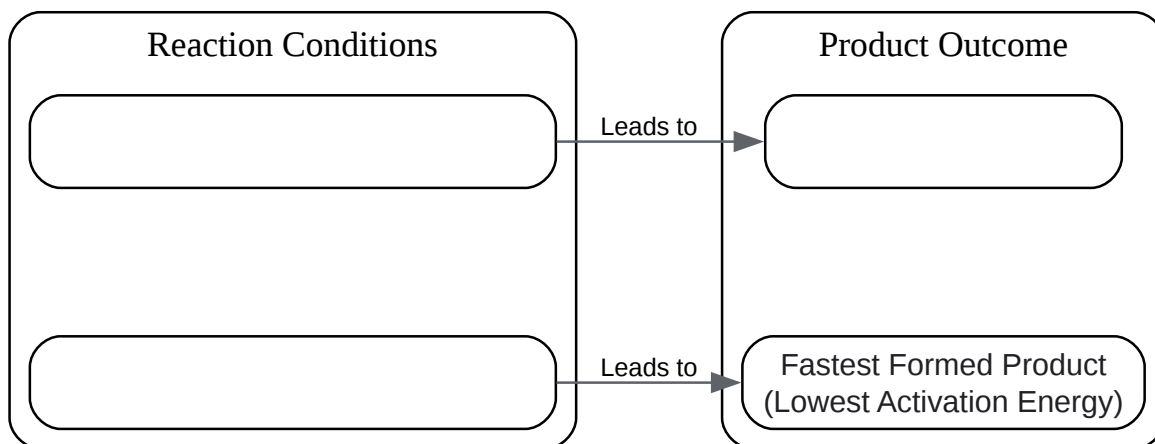 Reaction Conditions
Product Outcome
Leads to
Leads to
Fastest Formed Product
(Lowest Activation Energy)